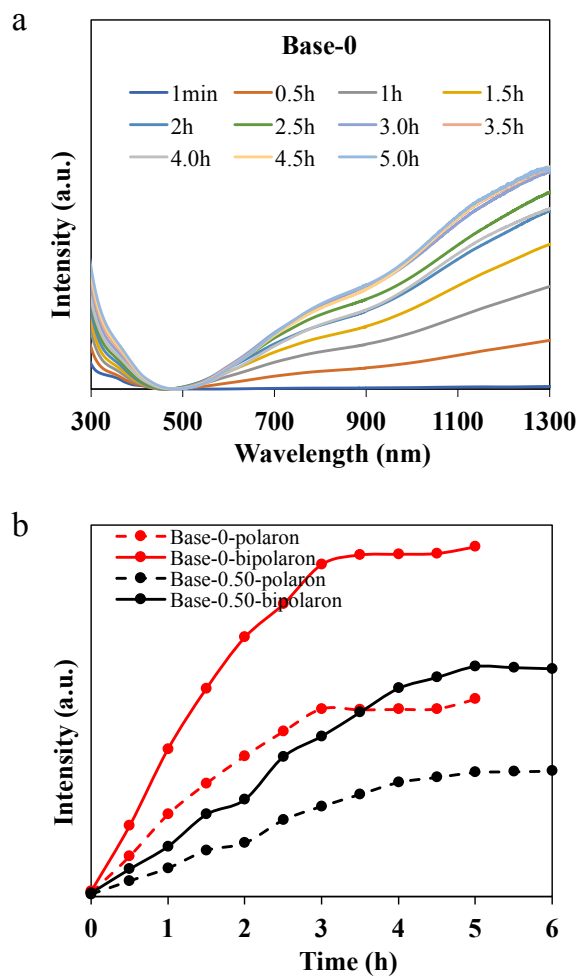 a
Base-0
1min 0.5h 1h 1.5h
2h 2.5h 3.0h 3.5h
4.0h 4.5h 5.0h
Intensity (a.u.)
300 500 700 900 1100 1300
Wavelength (nm)
b
Base-0-polaron
Base-0-bipolaron
Base-0.50-polaron
Base-0.50-bipolaron
Intensity (a.u.)
0 1 2 3 4 5 6
Time (h)